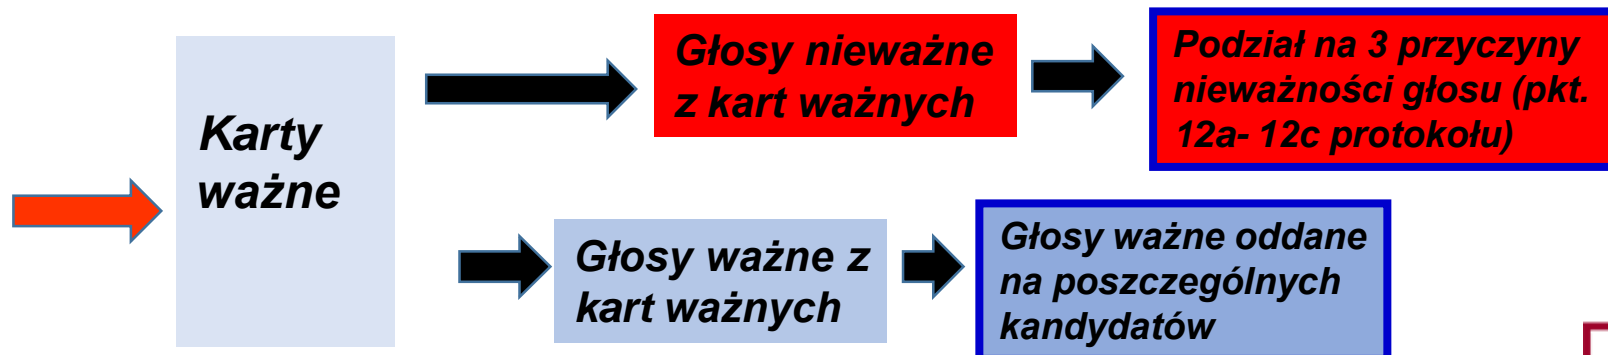 Karty
ważne
Głosy nieważne
z kart ważnych
Podział na 3 przyczyny
nieważności głosu (pkt.
12a- 12c protokołu)
Głosy ważne z
kart ważnych
Głosy ważne oddane
na poszczególnych
kandydatów